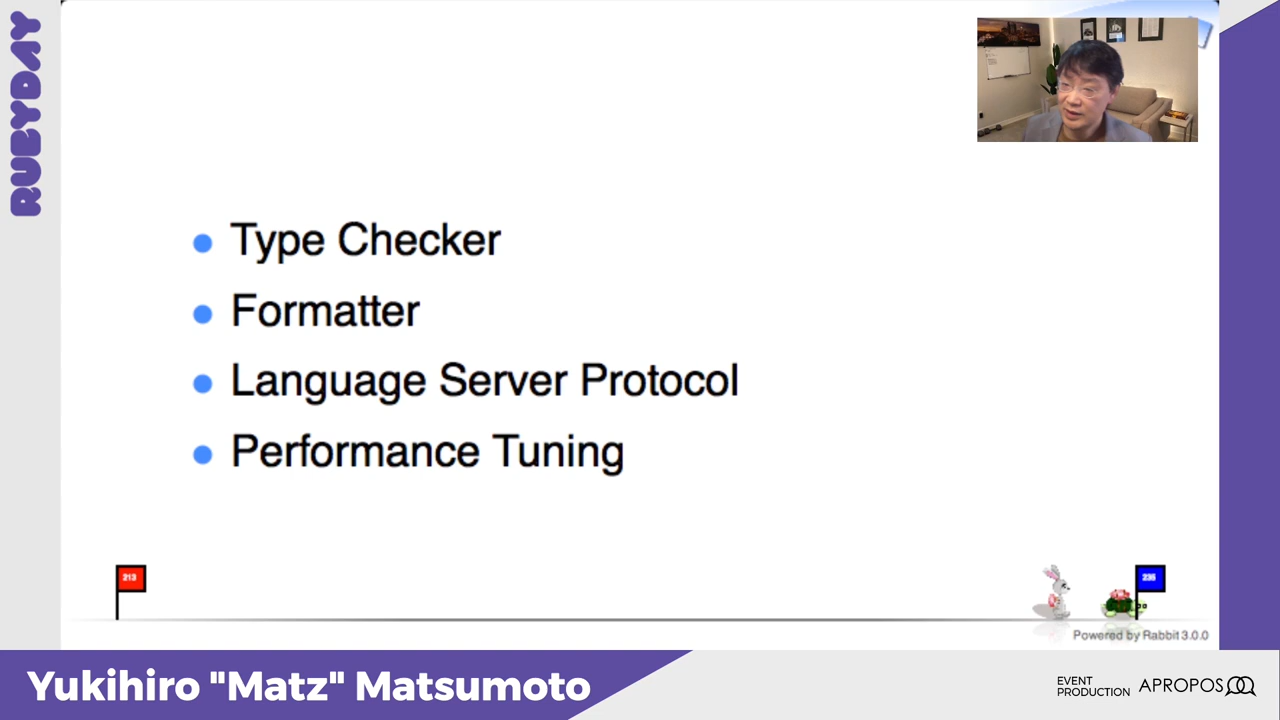 RUBYDAY
Type Checker
Formatter
Language Server Protocol
Performance Tuning
213
236
Powered by Rabbit 3.0.0
Yukihiro "Matz" Matsumoto
EVENT
PRODUCTION
APROPOS